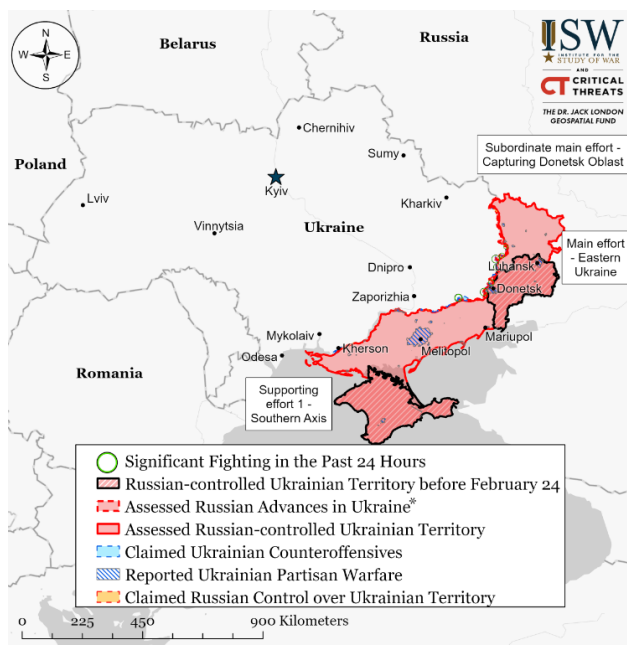 N
W E
S
Belarus
Russia
ISW
INSTITUTE FOR THE
STUDY OF WAR
AND
CT CRITICAL
THREATS
THE DR. JACK LONDON
GEOSPATIAL FUND
Chernihiv
Subordinate main effort -
Capturing Donetsk Oblast
Poland
Sumy
Kyiv
Lviv
Kharkiv
Vinnytsia
Ukraine
Main effort
- Eastern
Ukraine
Luhansk
Dnipro
Donetsk
Zaporizhia
Mykolaiv
Mariupol
Kherson
Melitopol
Odesa
Romania
Supporting
effort 1 -
Southern Axis
Significant Fighting in the Past 24 Hours
Russian-controlled Ukrainian Territory before February 24
Assessed Russian Advances in Ukraine*
Assessed Russian-controlled Ukrainian Territory
Claimed Ukrainian Counteroffensives
Reported Ukrainian Partisan Warfare
Claimed Russian Control over Ukrainian Territory
0 225 450 900 Kilometers